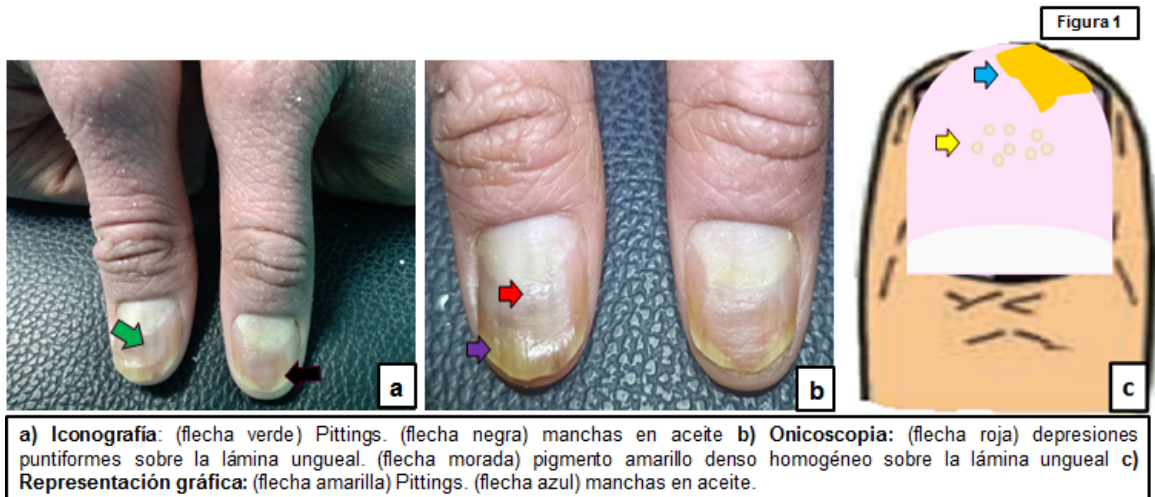 Figura 1
a
b
c
a) Iconografía: (flecha verde) Pittings. (flecha negra) manchas en aceite b) Onicoscopia: (flecha roja) depresiones
puntiformes sobre la lámina ungueal. (flecha morada) pigmento amarillo denso homogéneo sobre la lámina ungueal c)
Representación gráfica: (flecha amarilla) Pittings. (flecha azul) manchas en aceite.